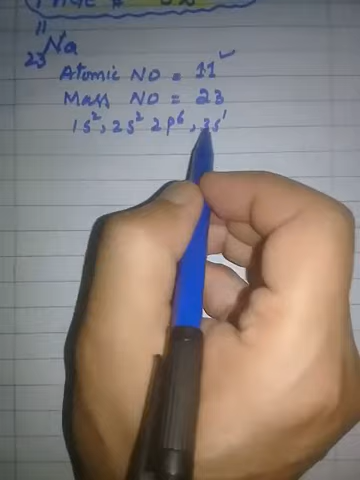 11
Na
23
Atomic NO = 11
Mass NO = 23
1s², 2s² 2p⁶, 3s¹